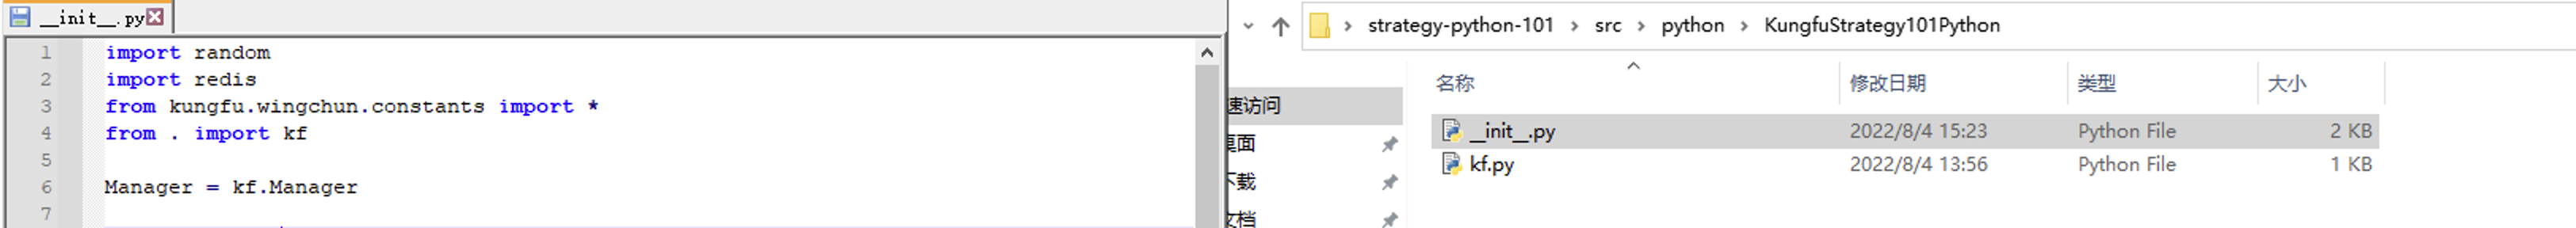 __init__.py
1 import random
2 import redis
3 from kungfu.wingchun.constants import *
4 from . import kf
5
6 Manager = kf.Manager
7
strategy-python-101 > src > python > KungfuStrategy101Python
名称 修改日期 类型 大小
速访问
桌面
下载
文档
__init__.py 2022/8/4 15:23 Python File 2 KB
kf.py 2022/8/4 13:56 Python File 1 KB